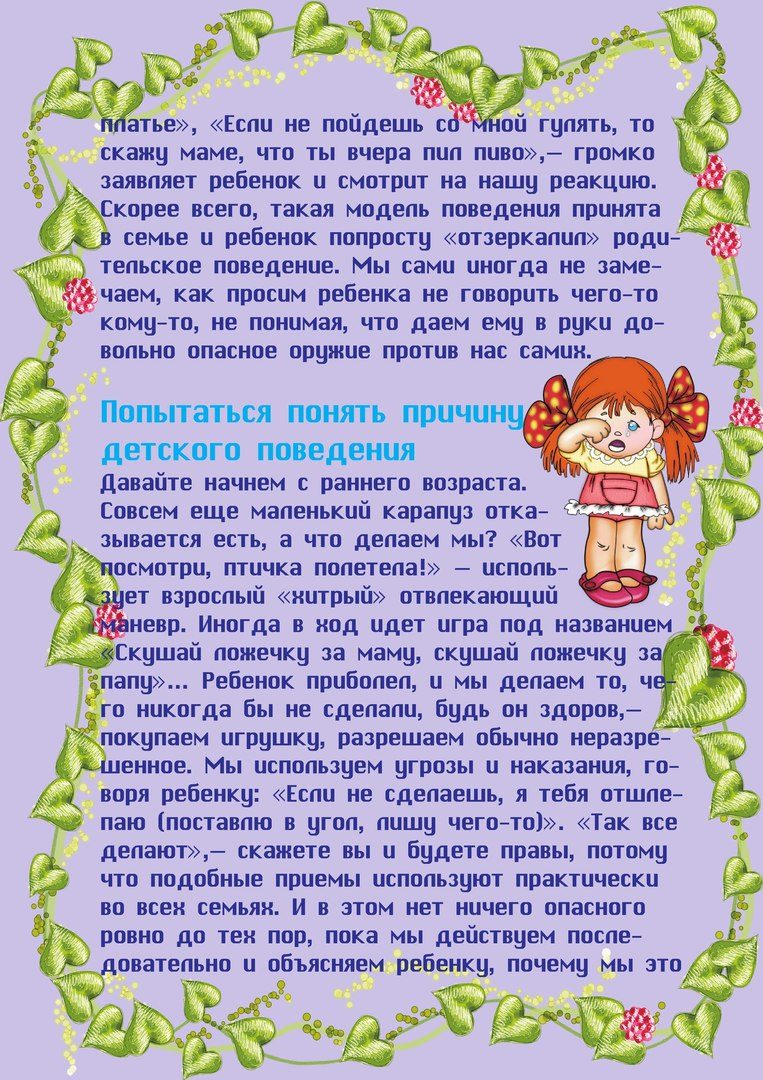 платье», «Если не пойдешь со мной гулять, то
скажу маме, что ты вчера пил пиво»,– громко
заявляет ребенок и смотрит на нашу реакцию.
Скорее всего, такая модель поведения принята
в семье и ребенок попросту «отзеркалил» роди-
тельское поведение. Мы сами иногда не заме-
чаем, как просим ребенка не говорить чего-то
кому-то, не понимая, что даем ему в руки до-
вольно опасное оружие против нас самих.
Попытаться понять причину
детского поведения
Давайте начнем с раннего возраста.
Совсем еще маленький карапуз отка-
зывается есть, а что делаем мы? «Вот
посмотри, птичка полетела!» – исполь-
зует взрослый «хитрый» отвлекающий
маневр. Иногда в ход идет игра под названием
«Скушай ложечку за маму, скушай ложечку за
папу»... Ребенок приболел, и мы делаем то, че-
го никогда бы не сделали, будь он здоров,–
покупаем игрушку, разрешаем обычно неразре-
шенное. Мы используем угрозы и наказания, го-
воря ребенку: «Если не сделаешь, я тебя отшле-
паю (поставлю в угол, лишу чего-то)». «Так все
делают»,– скажете вы и будете правы, потому
что подобные приемы используют практически
во всех семьях. И в этом нет ничего опасного
ровно до тех пор, пока мы действуем после-
довательно и объясняем ребенку, почему мы это